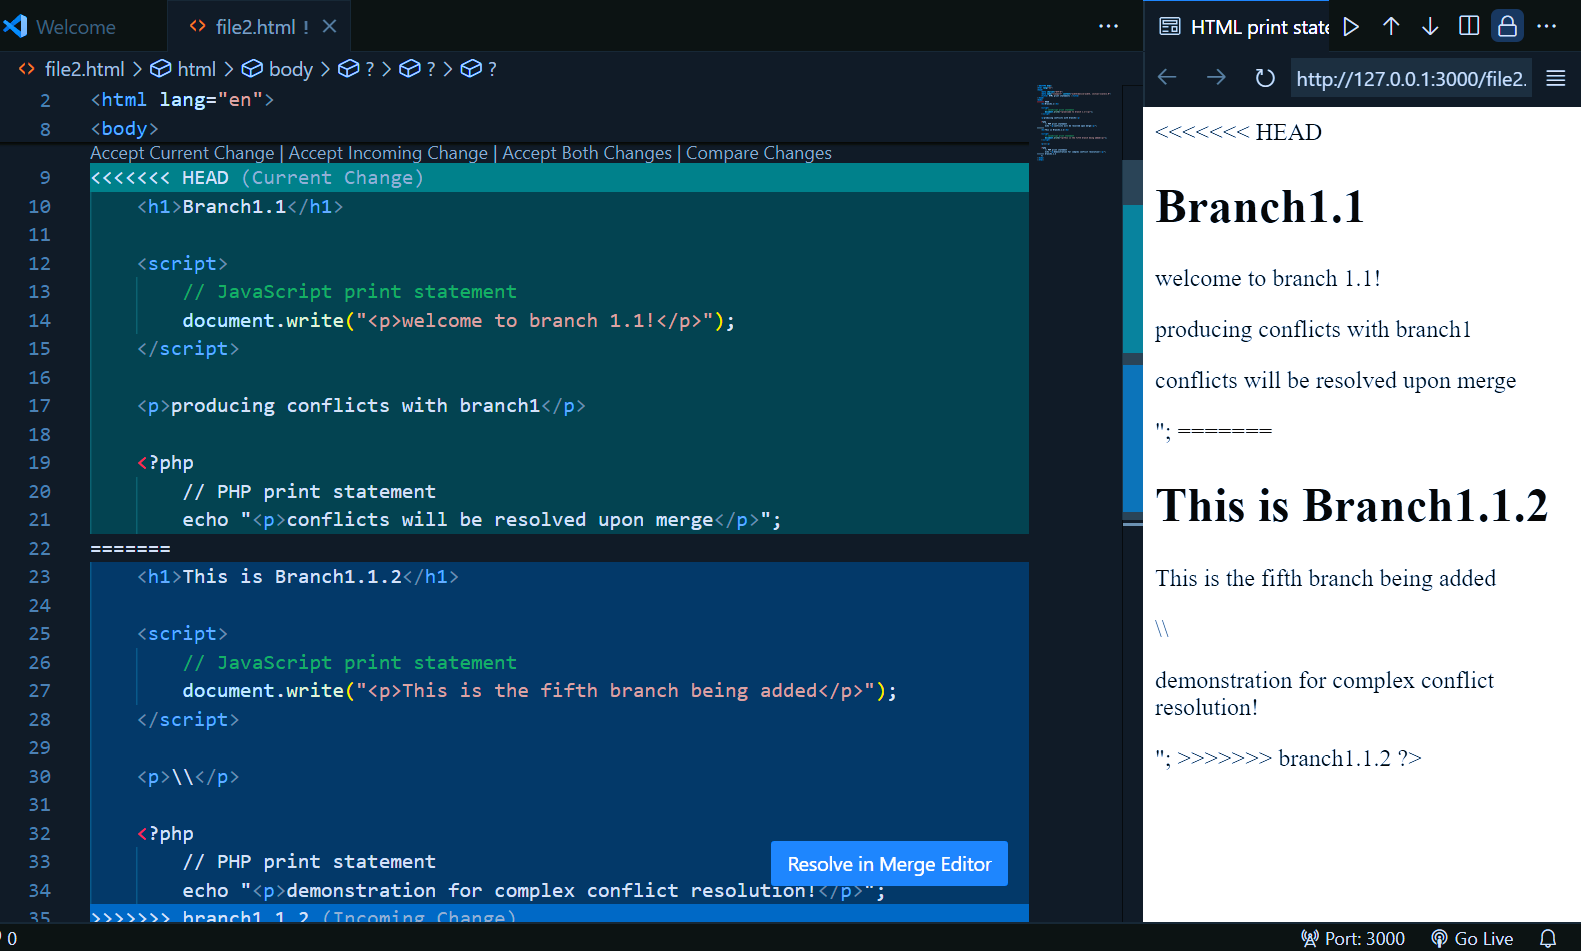 Welcome
file2.html !
file2.html > html > body > ? > ? > ?
2 <html lang="en">
8 <body>
Accept Current Change | Accept Incoming Change | Accept Both Changes | Compare Changes
9 <<<<<<< HEAD (Current Change)
10 <h1>Branch1.1</h1>
11
12 <script>
13 // JavaScript print statement
14 document.write("<p>welcome to branch 1.1!</p>");
15 </script>
16
17 <p>producing conflicts with branch1</p>
18
19 <?php
20 // PHP print statement
21 echo "<p>conflicts will be resolved upon merge</p>";
22 =======
23 <h1>This is Branch1.1.2</h1>
24
25 <script>
26 // JavaScript print statement
27 document.write("<p>This is the fifth branch being added</p>");
28 </script>
29
30 <p>\\</p>
31
32 <?php
33 // PHP print statement
34 echo "<p>demonstration for complex conflict resolution!</p>";
35 >>>>>>> branch1.1.2 (Incoming Change)
Resolve in Merge Editor
HTML print state
http://127.0.0.1:3000/file2.
<<<<<<< HEAD
Branch1.1
welcome to branch 1.1!
producing conflicts with branch1
conflicts will be resolved upon merge
"; =======
This is Branch1.1.2
This is the fifth branch being added
\\
demonstration for complex conflict
resolution!
"; >>>>>>> branch1.1.2 ?>
0
Port: 3000
Go Live